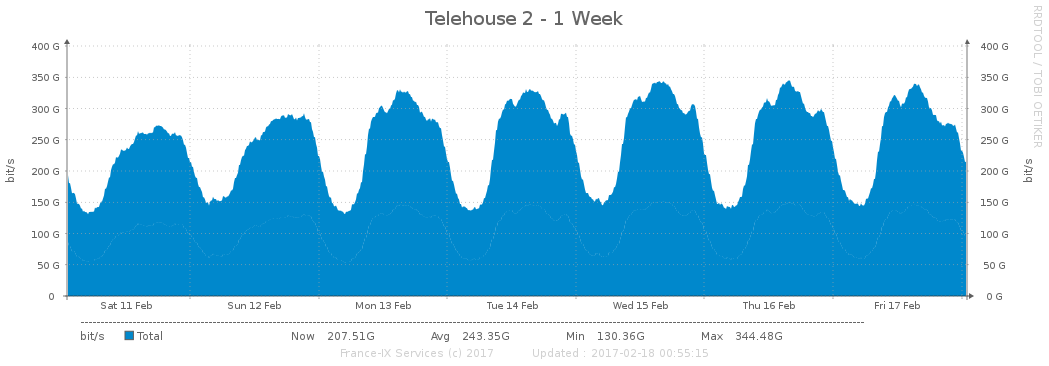 Telehouse 2 - 1 Week
RRDTOOL / TOBI OETIKER
400 G 400 G
350 G 350 G
300 G 300 G
250 G 250 G
200 G 200 G
150 G 150 G
100 G 100 G
50 G 50 G
0 0 G
bit/s bit/s
Sat 11 Feb Sun 12 Feb Mon 13 Feb Tue 14 Feb Wed 15 Feb Thu 16 Feb Fri 17 Feb
bit/s Total Now 207.51G Avg 243.35G Min 130.36G Max 344.48G
France-IX Services (c) 2017 Updated : 2017-02-18 00:55:15